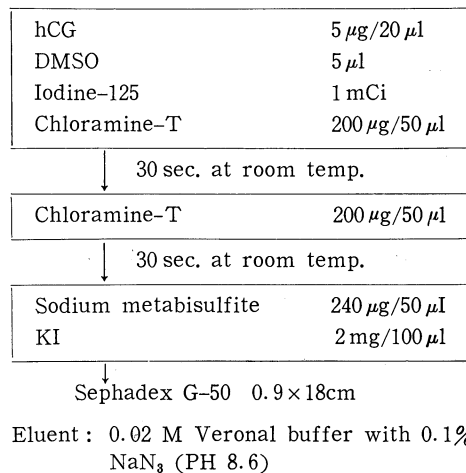 hCG 5 μg/20 μl
DMSO 5 μl
Iodine-125 1 mCi
Chloramine-T 200 μg/50 μl
30 sec. at room temp.
Chloramine-T 200 μg/50 μl
30 sec. at room temp.
Sodium metabisulfite 240 μg/50 μl
KI 2 mg/100 μl
Sephadex G-50 0.9×18cm
Eluent : 0.02 M Veronal buffer with 0.1%
NaN₃ (PH 8.6)